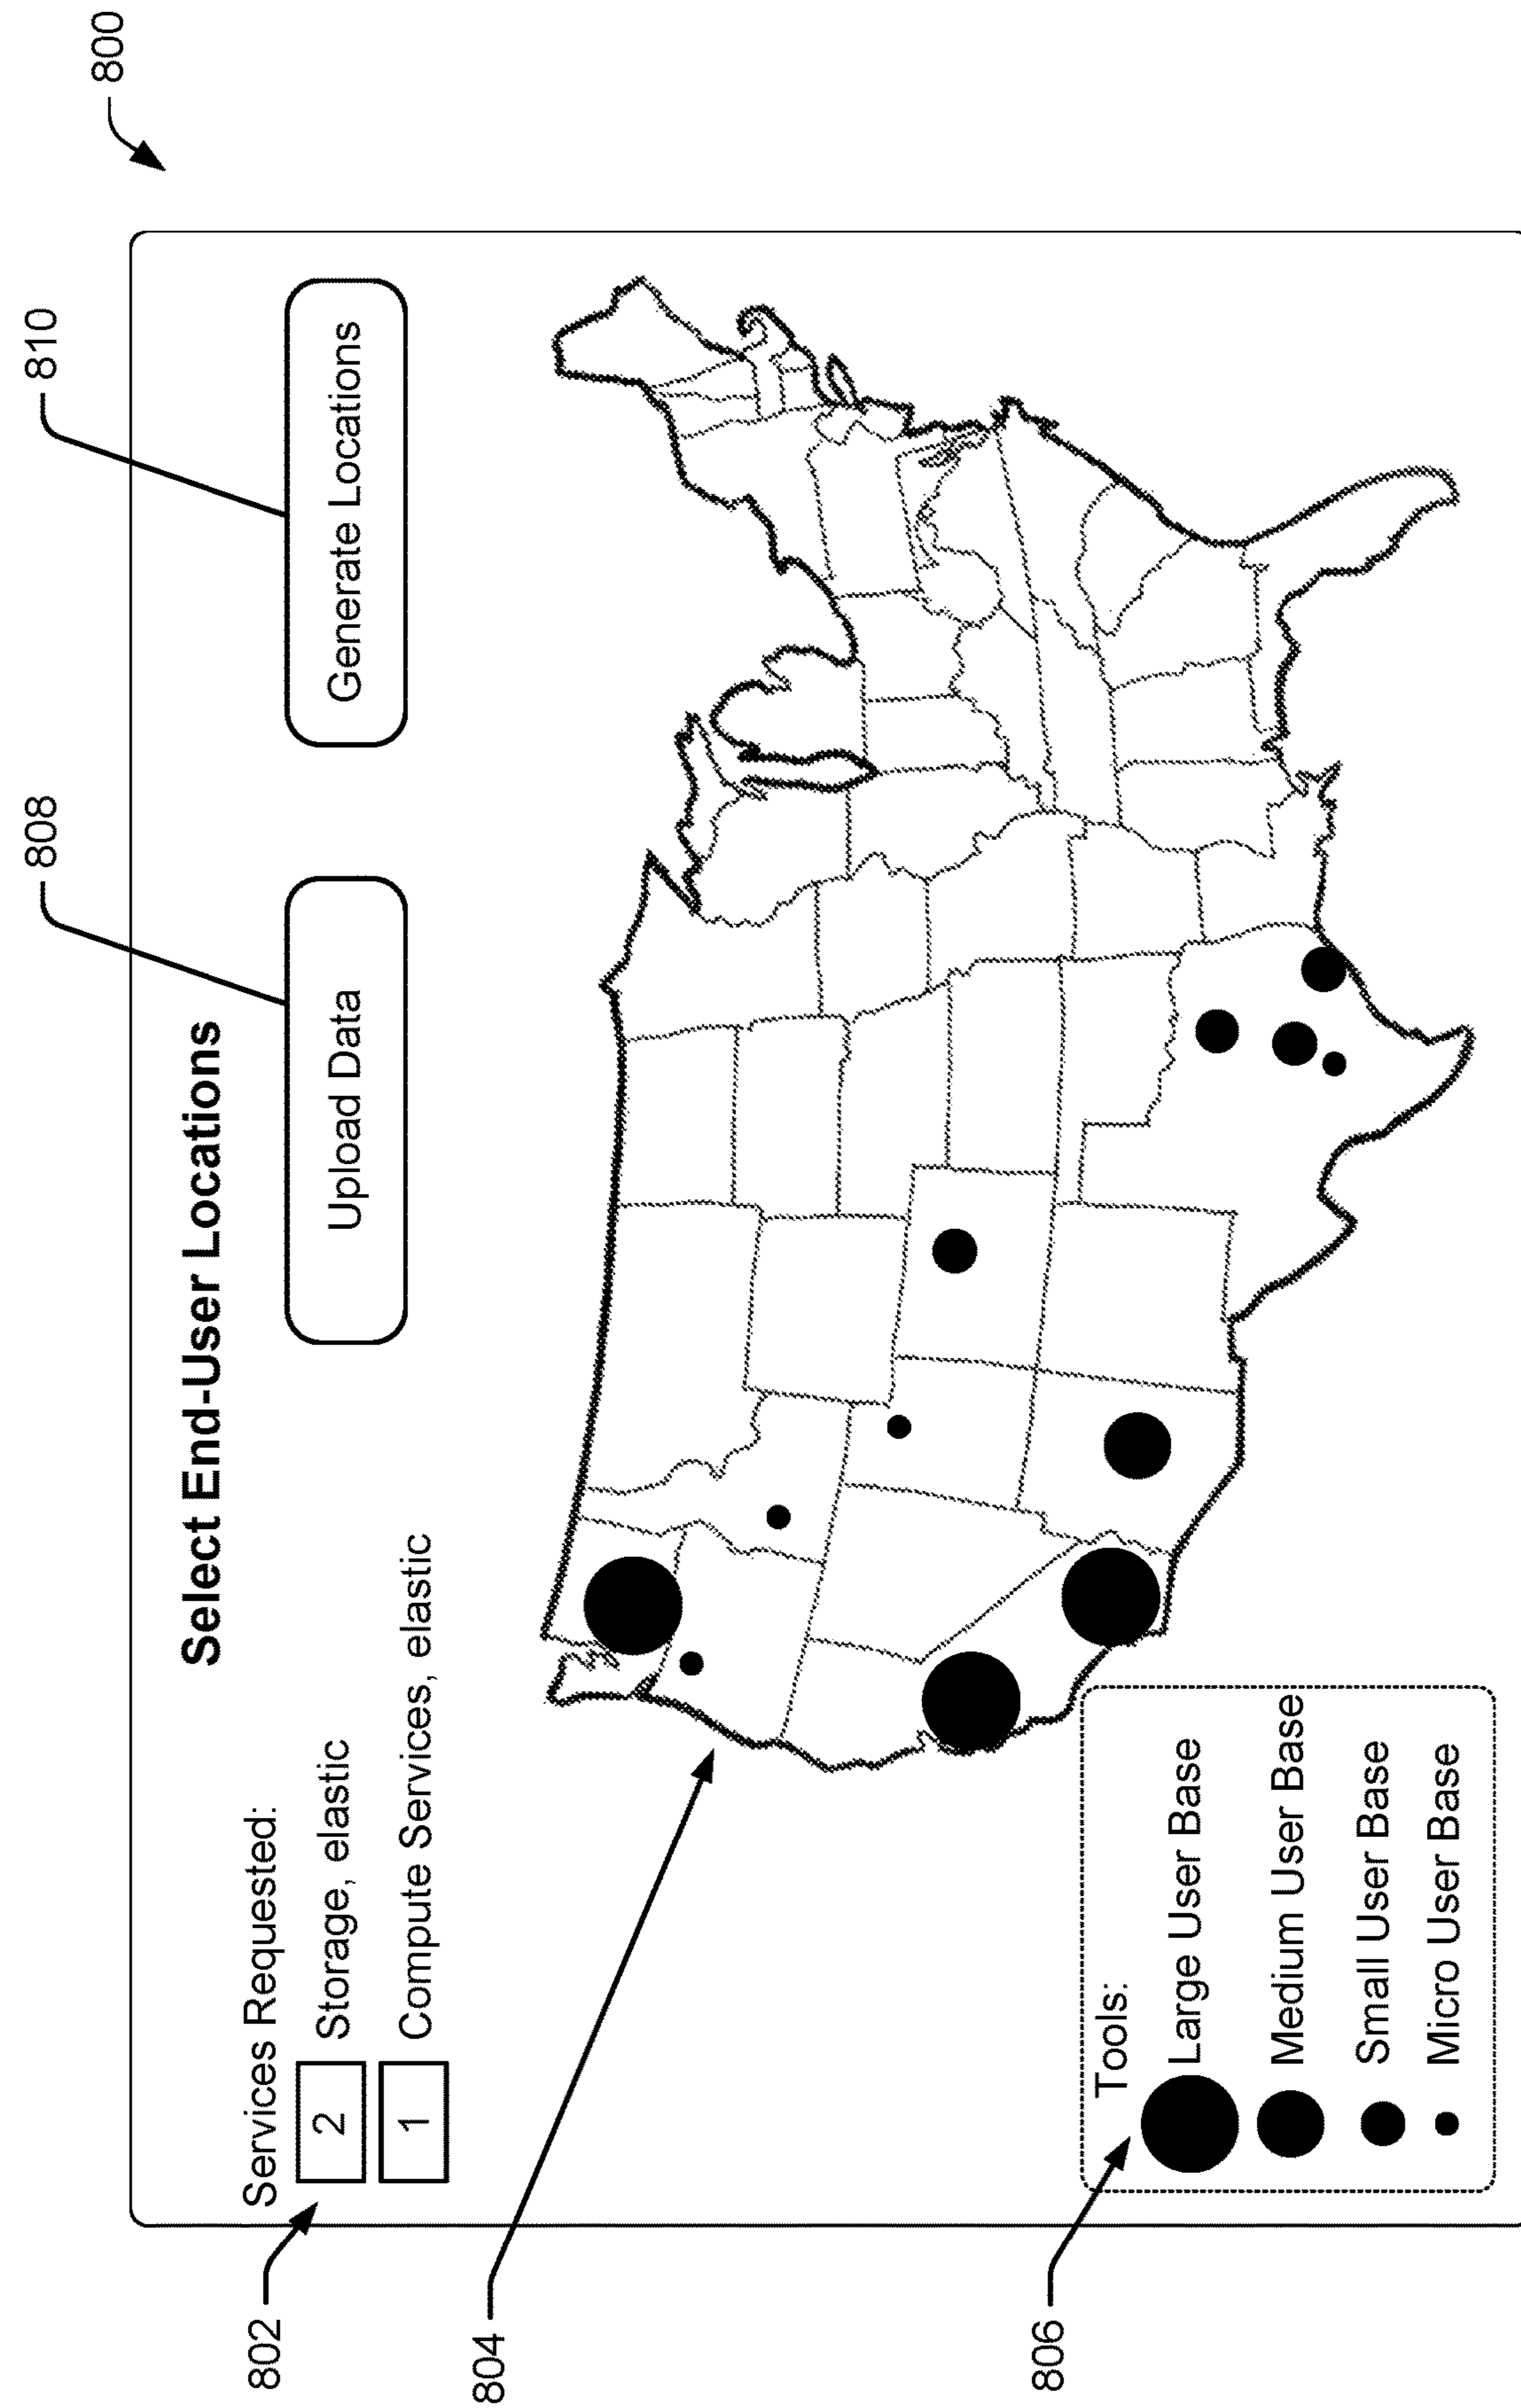 800
810
808
Select End-User Locations
Upload Data
Generate Locations
802
Services Requested:
2 Storage, elastic
1 Compute Services, elastic
804
806
Tools:
Large User Base
Medium User Base
Small User Base
Micro User Base